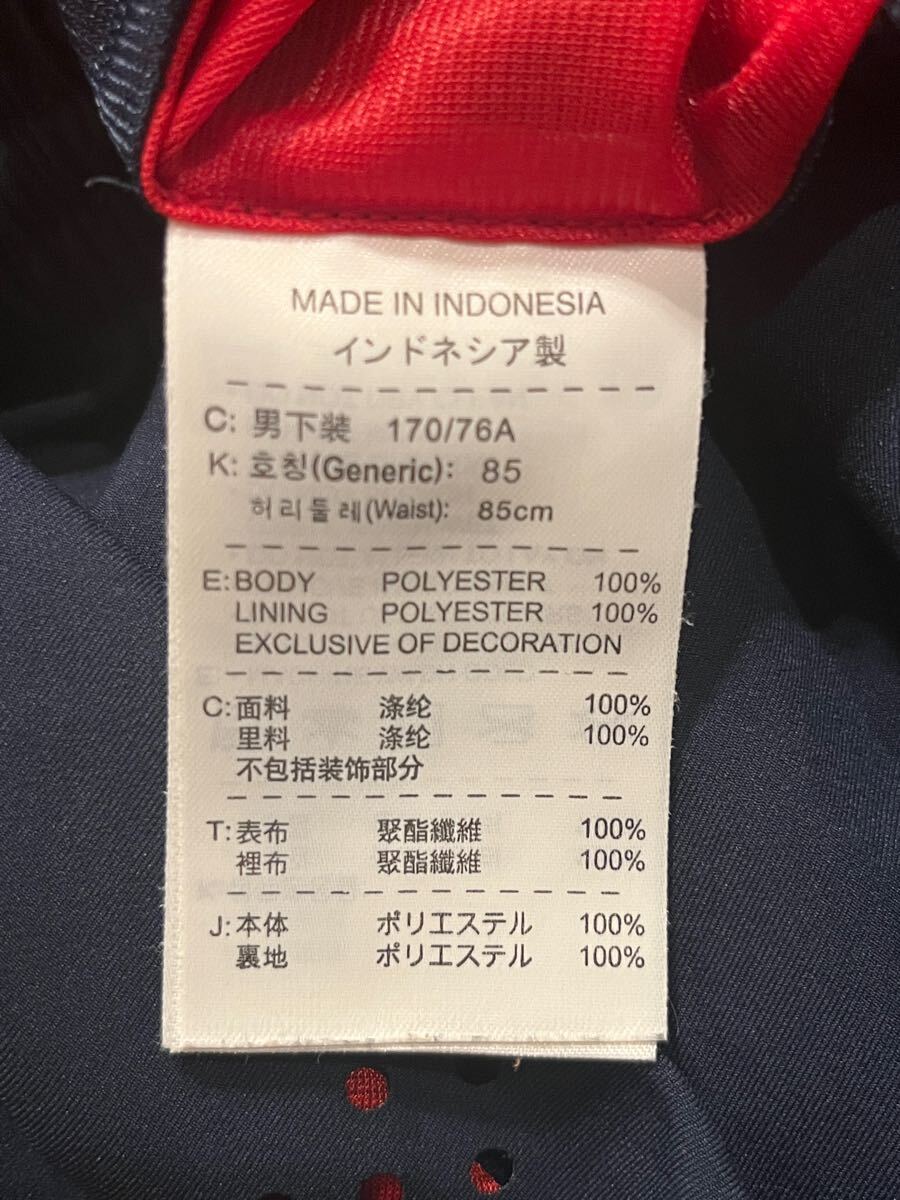 MADE IN INDONESIA
インドネシア製
C: 男下装 170/76A
K: 호칭(Generic): 85
허리둘레(Waist): 85cm
E: BODY POLYESTER 100%
LINING POLYESTER 100%
EXCLUSIVE OF DECORATION
C: 面料 涤纶 100%
里料 涤纶 100%
不包括装饰部分
T: 表布 聚酯纖維 100%
裡布 聚酯纖維 100%
J: 本体 ポリエステル 100%
裏地 ポリエステル 100%